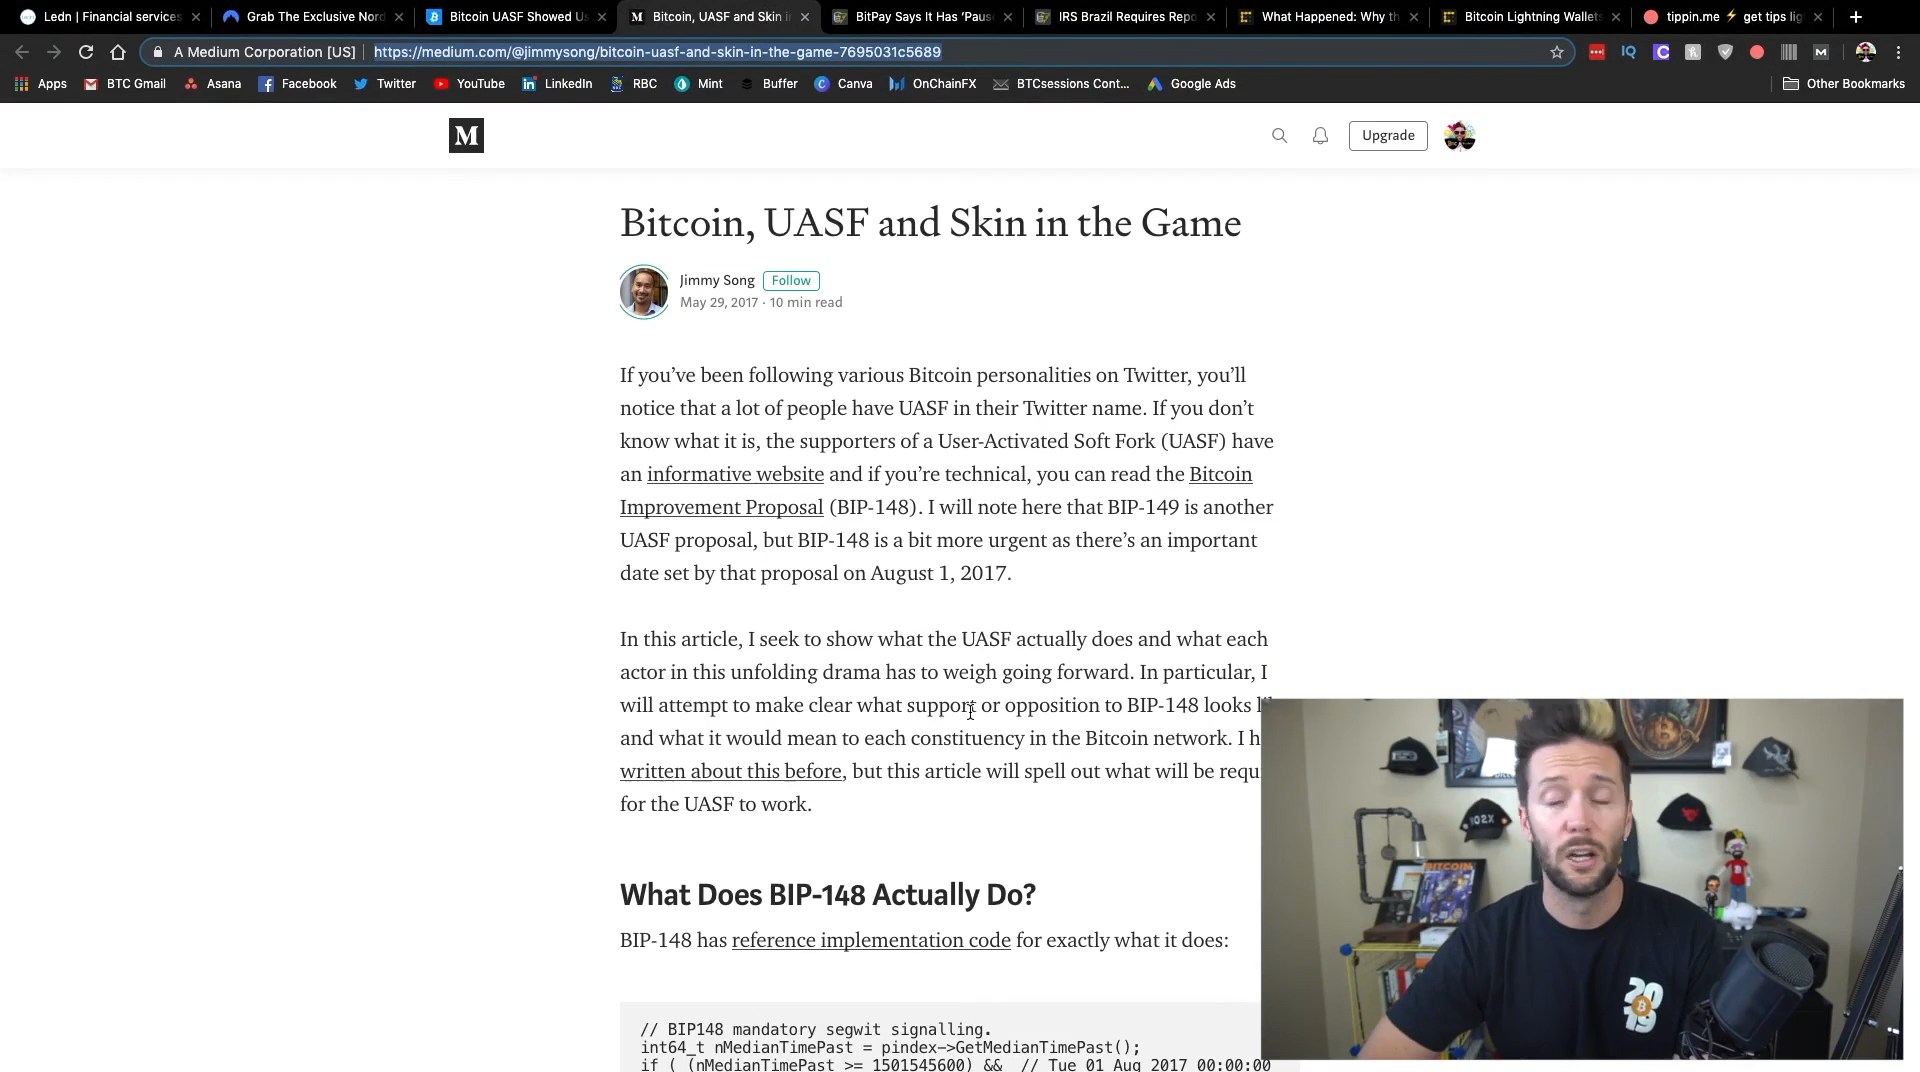 Ledn | Financial services
Grab The Exclusive Nord
Bitcoin UASF Showed Us
M Bitcoin, UASF and Skin i
BitPay Says It Has ‘Paus
IRS Brazil Requires Repo
What Happened: Why th
Bitcoin Lightning Wallets
tippin.me ⚡ get tips lig
A Medium Corporation [US] | https://medium.com/@jimmysong/bitcoin-uasf-and-skin-in-the-game-7695031c5689
Apps
BTC Gmail
Asana
Facebook
Twitter
YouTube
LinkedIn
RBC
Mint
Buffer
Canva
OnChainFX
BTCsessions Cont...
Google Ads
Other Bookmarks
M
Upgrade
Bitcoin, UASF and Skin in the Game
Jimmy Song Follow
May 29, 2017 · 10 min read
If you’ve been following various Bitcoin personalities on Twitter, you’ll
notice that a lot of people have UASF in their Twitter name. If you don’t
know what it is, the supporters of a User-Activated Soft Fork (UASF) have
an informative website and if you’re technical, you can read the Bitcoin
Improvement Proposal (BIP-148). I will note here that BIP-149 is another
UASF proposal, but BIP-148 is a bit more urgent as there’s an important
date set by that proposal on August 1, 2017.
In this article, I seek to show what the UASF actually does and what each
actor in this unfolding drama has to weigh going forward. In particular, I
will attempt to make clear what support or opposition to BIP-148 looks
and what it would mean to each constituency in the Bitcoin network. I
written about this before, but this article will spell out what will be requi
for the UASF to work.
What Does BIP-148 Actually Do?
BIP-148 has reference implementation code for exactly what it does:
// BIP148 mandatory segwit signalling.
int64_t nMedianTimePast = pindex->GetMedianTimePast();
if ( (nMedianTimePast >= 1501545600) && // Tue 01 Aug 2017 00:00:00
NO2X
BITCOIN
2019